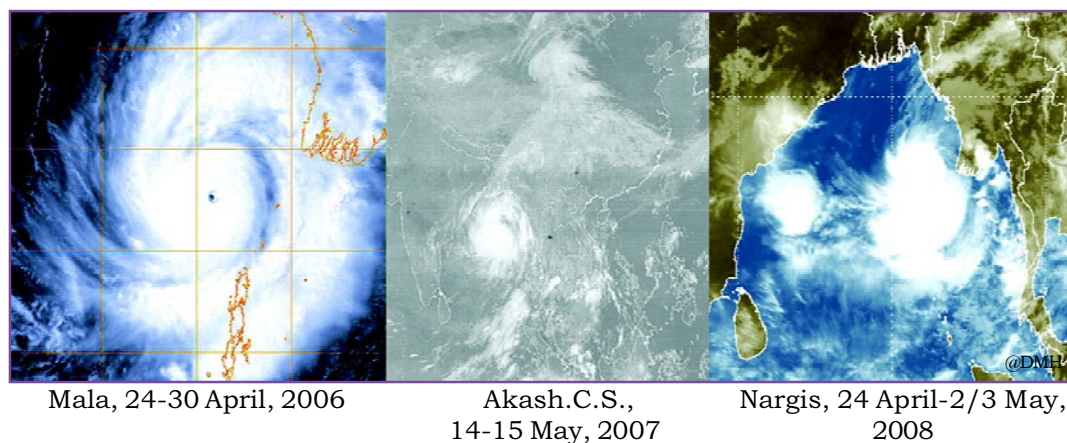 @DMH
Mala, 24-30 April, 2006
Akash.C.S.,
14-15 May, 2007
Nargis, 24 April-2/3 May,
2008